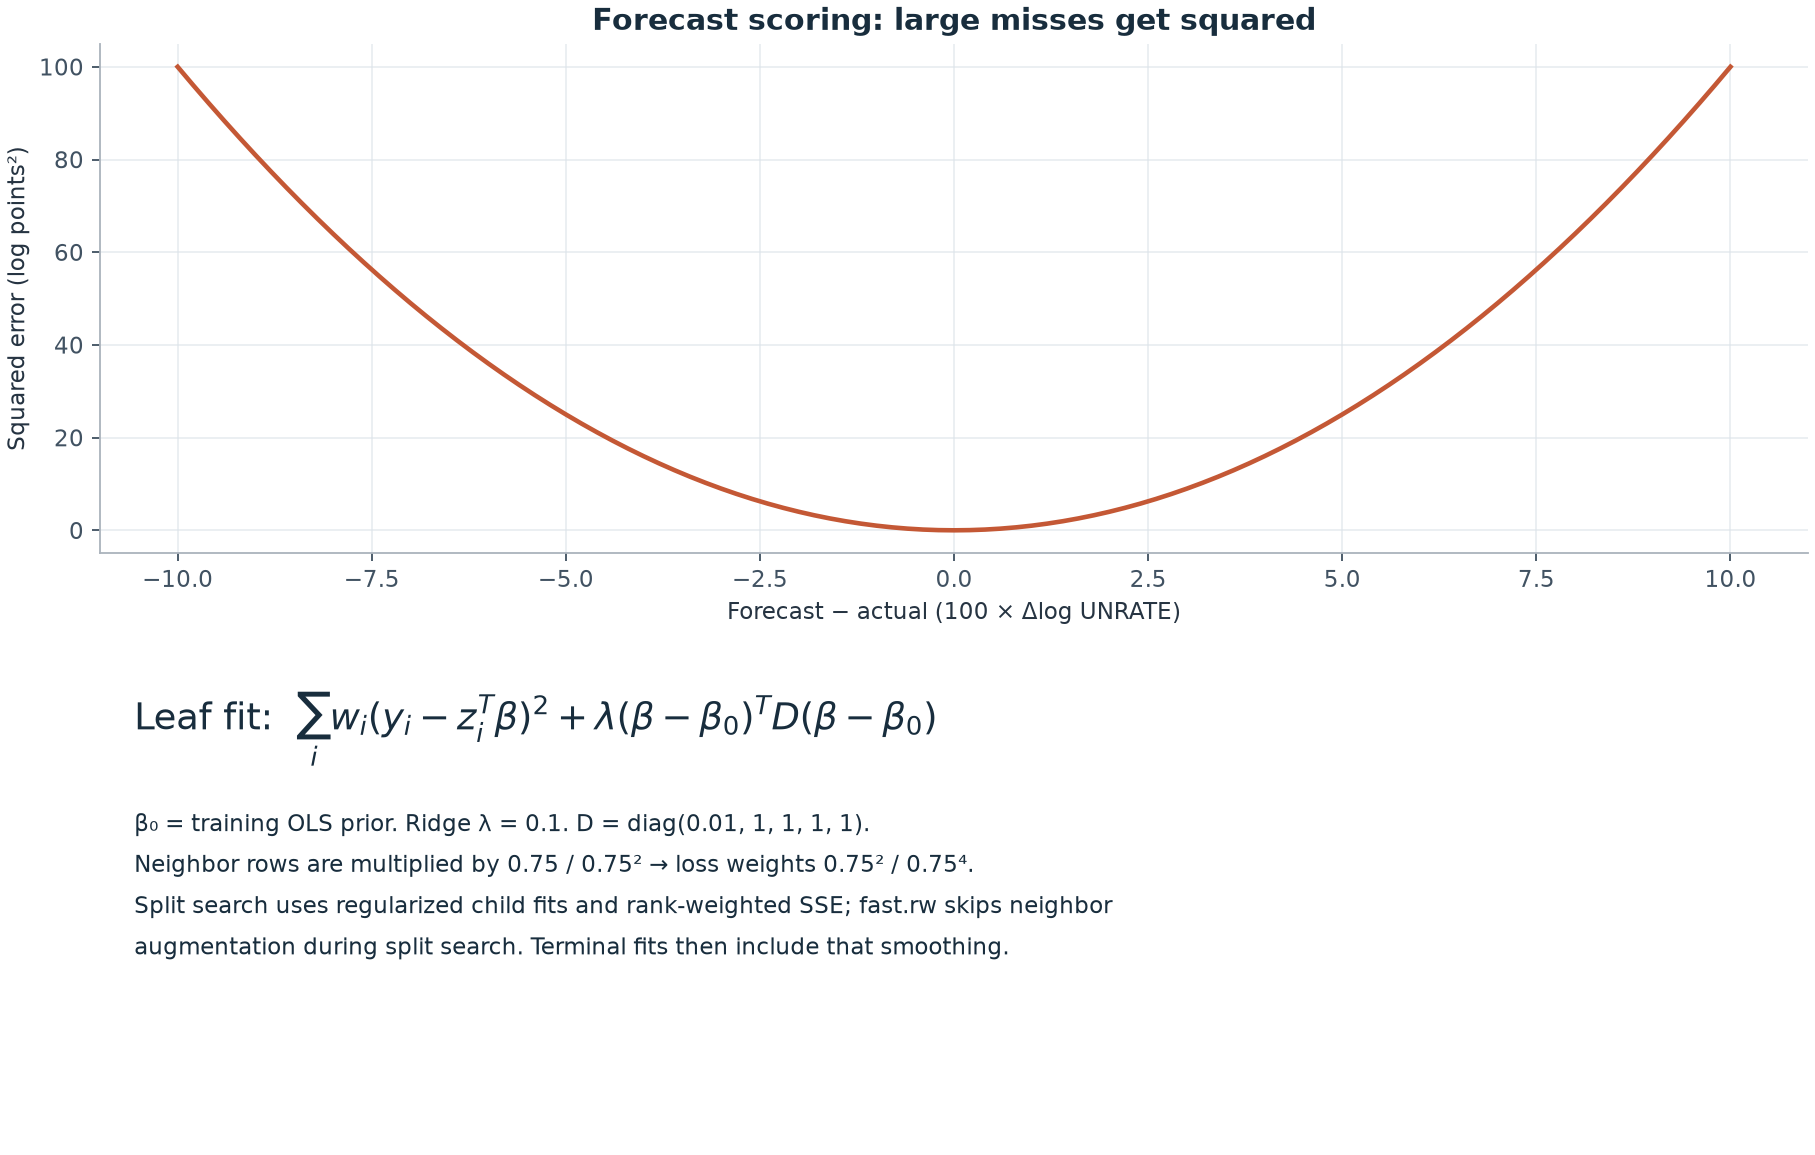 Forecast scoring: large misses get squared
100
80
60
40
20
0
Squared error (log points²)
−10.0 −7.5 −5.0 −2.5 0.0 2.5 5.0 7.5 10.0
Forecast − actual (100 × Δlog UNRATE)
Leaf fit: ∑ᵢ wᵢ(yᵢ − zᵢᵀβ)² + λ(β − β₀)ᵀD(β − β₀)
β₀ = training OLS prior. Ridge λ = 0.1. D = diag(0.01, 1, 1, 1, 1).
Neighbor rows are multiplied by 0.75 / 0.75² → loss weights 0.75² / 0.75⁴.
Split search uses regularized child fits and rank-weighted SSE; fast.rw skips neighbor
augmentation during split search. Terminal fits then include that smoothing.